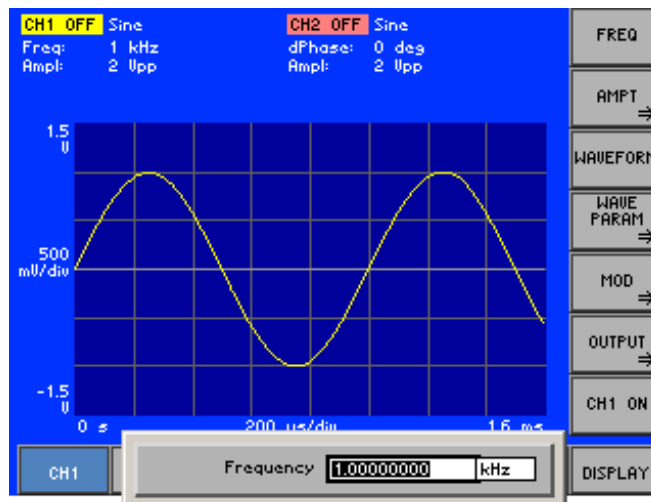 CH1 OFF Sine
Freq: 1 kHz
Ampl: 2 Vpp
CH2 OFF Sine
dPhase: 0 deg
Ampl: 2 Vpp
1.5
V
500
mV/div
-1.5
V
0 s 200 us/div 1.6 ms
CH1
Frequency 1.00000000 kHz
FREQ
AMPT
WAVEFORM
WAVE
PARAM
MOD
OUTPUT
CH1 ON
DISPLAY